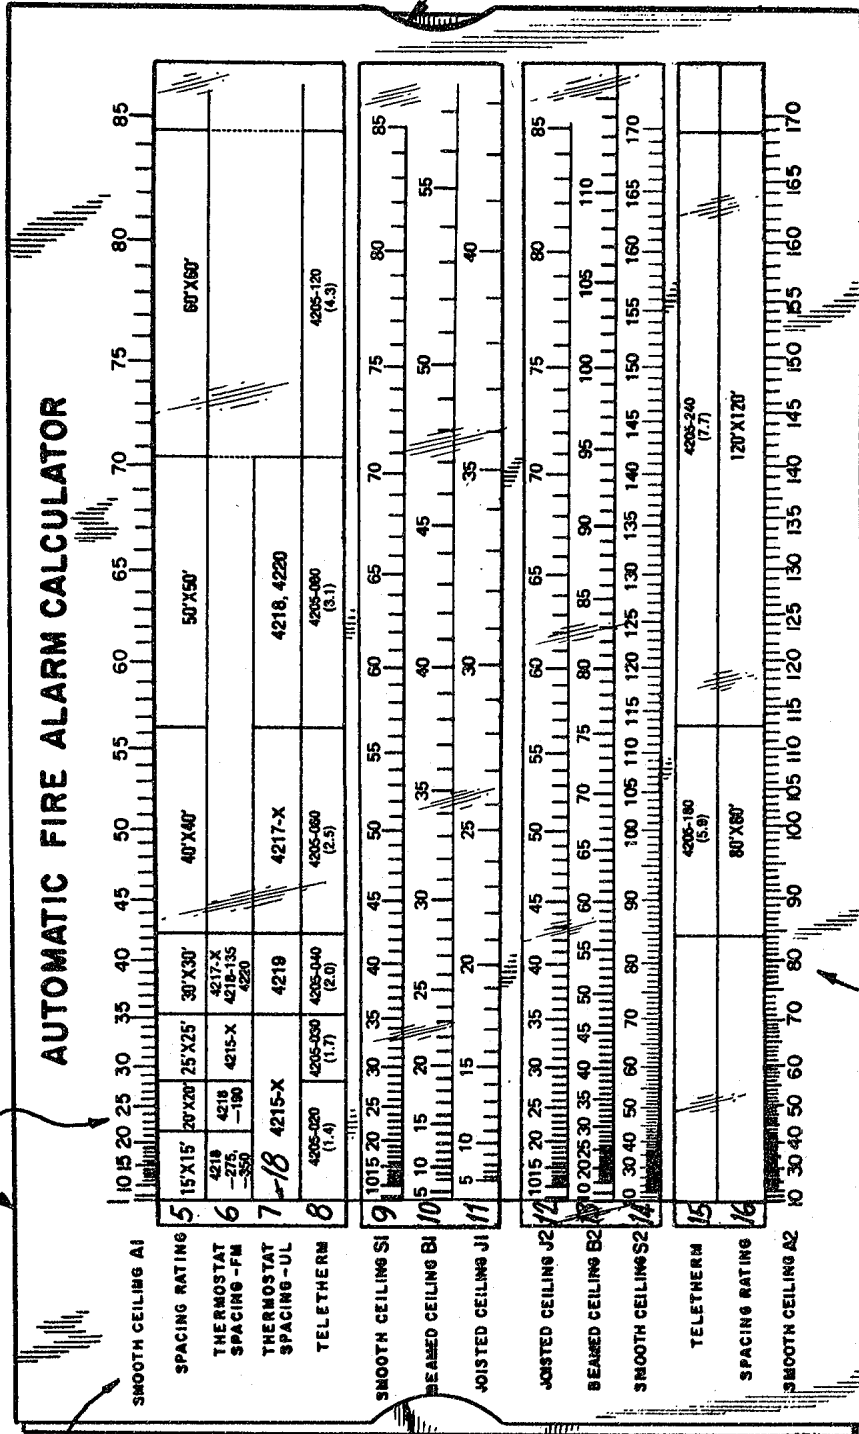 AUTOMATIC FIRE ALARM CALCULATOR
SMOOTH CEILING A1 10 15 20 25 30 35 40 45 50 55 60 65 70 75 80 85
SPACING RATING 5 15'X15' 20'X20' 25'X25' 30'X30' 40'X40' 50'X50' 60'X60'
THERMOSTAT SPACING-FM 6 4218 -275, -350 4218 -190 4215-X 4217-X 4218-135 4220
THERMOSTAT SPACING-UL 7 18 4215-X 4219 4217-X 4218, 4220
TELETHERM 8 4205-020 (1.4) 4205-030 (1.7) 4205-040 (2.0) 4205-060 (2.5) 4205-080 (3.1) 4205-120 (4.3)
SMOOTH CEILING S1 9 10 15 20 25 30 35 40 45 50 55 60 65 70 75 80 85
BEAMED CEILING B1 10 5 10 15 20 25 30 35 40 45 50 55
JOISTED CEILING J1 11 5 10 15 20 25 30 35 40
JOISTED CEILING J2 12 10 15 20 25 30 35 40 45 50 55 60 65 70 75 80 85
BEAMED CEILING B2 13 10 20 25 30 35 40 45 50 55 60 65 70 75 80 85 90 95 100 105 110
SMOOTH CEILING S2 14 10 30 40 50 60 70 80 90 100 105 110 115 120 125 130 135 140 145 150 155 160 165 170
TELETHERM 15 4205-180 (5.9) 4205-240 (7.7)
SPACING RATING 16 80'X80' 120'X120'
SMOOTH CEILING A2 10 30 40 50 60 70 80 90 100 105 110 115 120 125 130 135 140 145 150 155 160 165 170